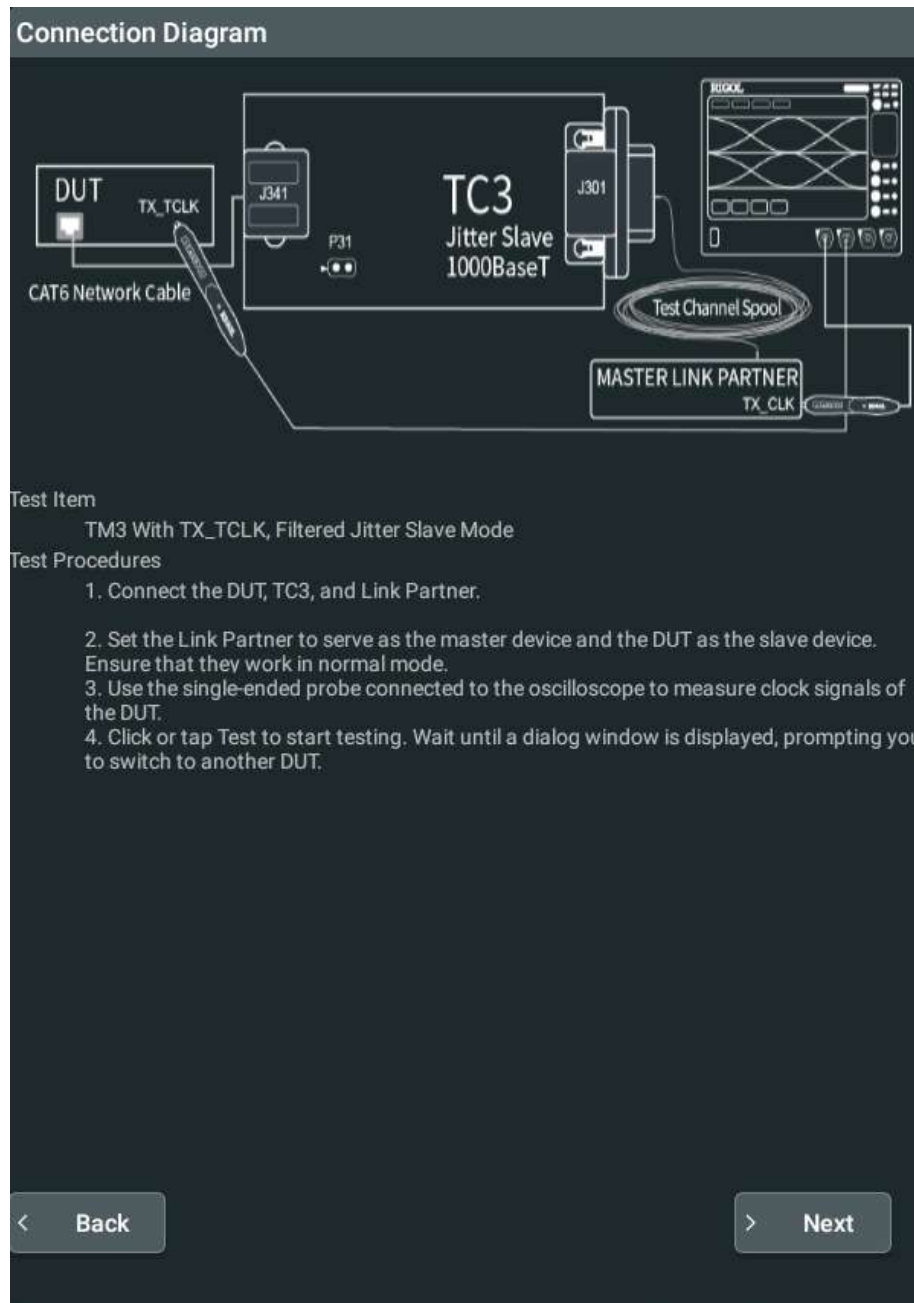 Connection Diagram
RIGOL
DUT
TX_TCLK
J341
TC3
J301
Jitter Slave
1000BaseT
P31
CAT6 Network Cable
Test Channel Spool
MASTER LINK PARTNER
TX_CLK
Test Item
TM3 With TX_TCLK, Filtered Jitter Slave Mode
Test Procedures
1. Connect the DUT, TC3, and Link Partner.
2. Set the Link Partner to serve as the master device and the DUT as the slave device.
Ensure that they work in normal mode.
3. Use the single-ended probe connected to the oscilloscope to measure clock signals of
the DUT.
4. Click or tap Test to start testing. Wait until a dialog window is displayed, prompting you
to switch to another DUT.
< Back
> Next